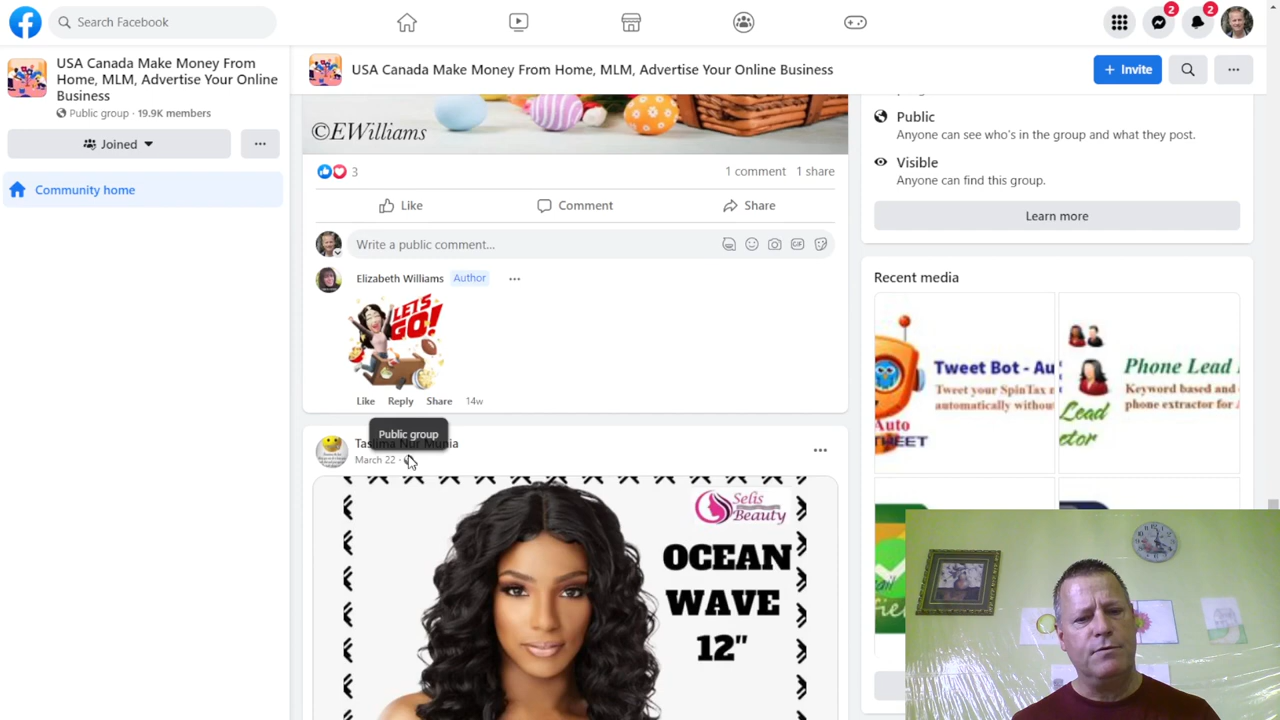 Search Facebook
2
2
USA Canada Make Money From
Home, MLM, Advertise Your Online
Business
Public group · 19.9K members
Joined
Community home
USA Canada Make Money From Home, MLM, Advertise Your Online Business
+ Invite
©EWilliams
3
1 comment 1 share
Like
Comment
Share
Write a public comment...
GIF
Elizabeth Williams Author
LETS
GO!
Like Reply Share 14w
Public group
March 22 ·
Selis
Beauty
OCEAN
WAVE
12"
Public
Anyone can see who's in the group and what they post.
Visible
Anyone can find this group.
Learn more
Recent media
Tweet Bot - Au
Tweet your SpinTax
automatically withou
Auto
Phone Lead
Keyword based and
phone extractor for
Lead